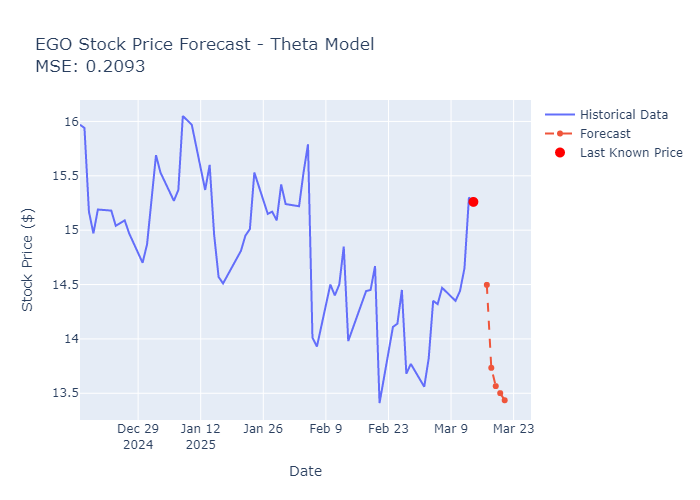 EGO Stock Price Forecast - Theta Model
MSE: 0.2093
Historical Data
Forecast
Last Known Price
Stock Price ($)
16
15.5
15
14.5
14
13.5
Dec 29
2024
Jan 12
2025
Jan 26
Feb 9
Feb 23
Mar 9
Mar 23
Date